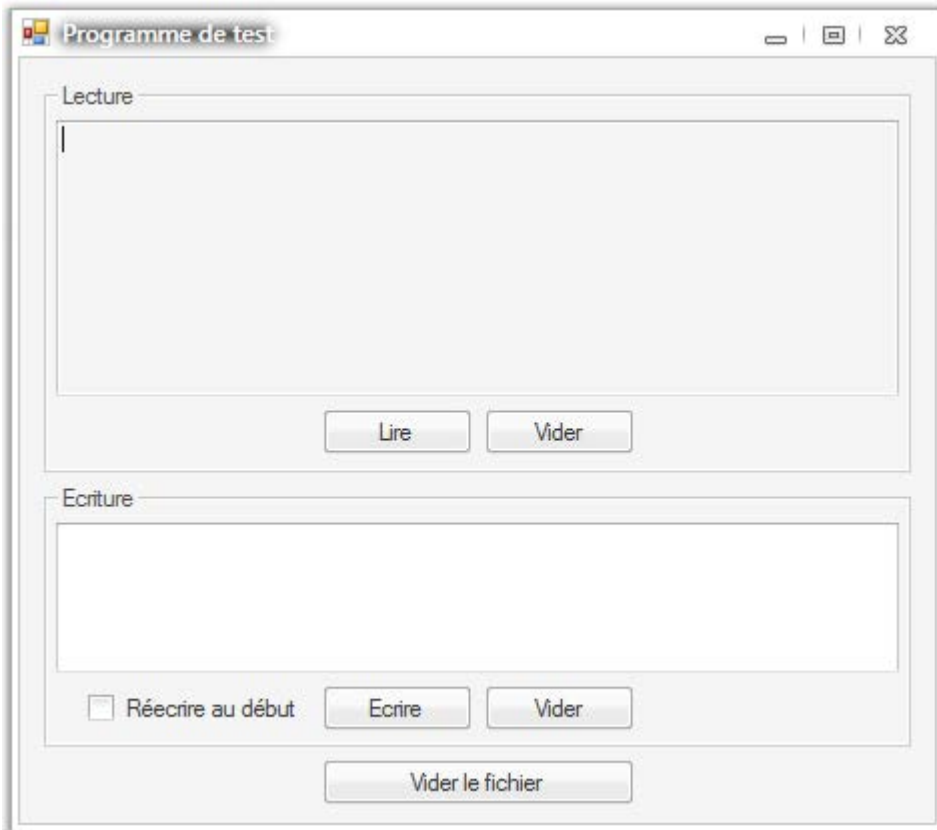 Programme de test
Lecture
Lire Vider
Ecriture
Réecrire au début Ecrire Vider
Vider le fichier